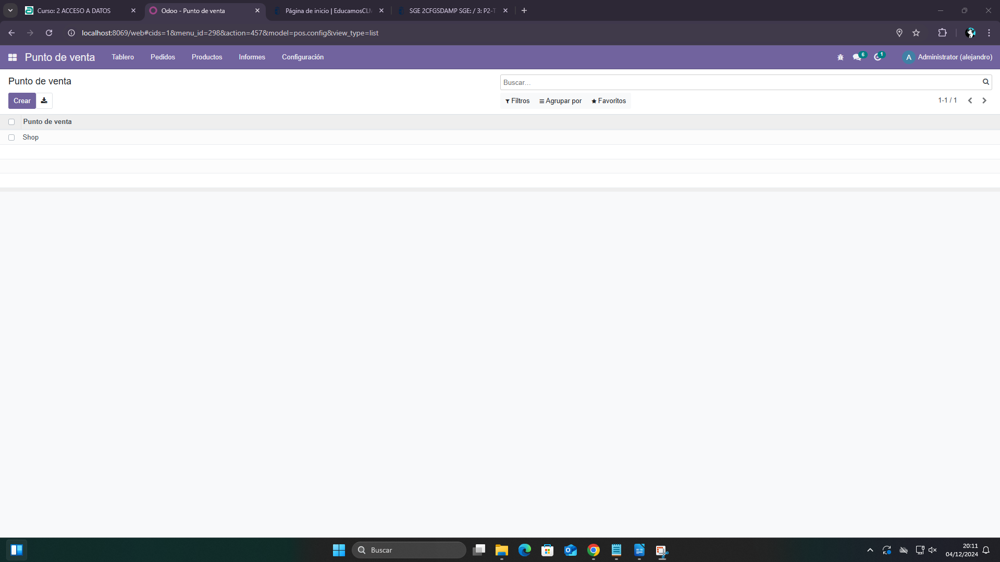 Curso: 2 ACCESO A DATOS
Odoo - Punto de venta
Página de inicio | EducamosCLM
SGE 2CFGSDAMP SGE: / 3: P2-T
localhost:8069/web#cids=1&menu_id=298&action=457&model=pos.config&view_type=list
Punto de venta
Tablero
Pedidos
Productos
Informes
Configuración
6
1
A
Administrator (alejandro)
Punto de venta
Buscar...
Crear
Filtros
Agrupar por
Favoritos
1-1 / 1
Punto de venta
Shop
Buscar
20:11
04/12/2024